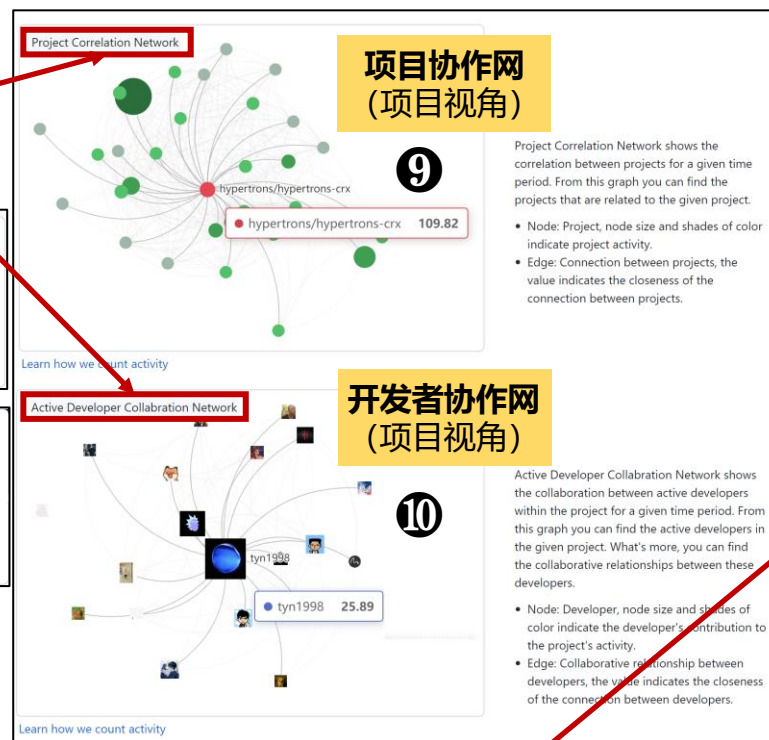 Project Correlation Network
项目协作网
(项目视角)
❾
hypertrons/hypertrons-crx
hypertrons/hypertrons-crx 109.82
Project Correlation Network shows the
correlation between projects for a given time
period. From this graph you can find the
projects that are related to the given project.
• Node: Project, node size and shades of color
indicate project activity.
• Edge: Connection between projects, the
value indicates the closeness of the
connection between projects.
Learn how we count activity
Active Developer Collabration Network
开发者协作网
(项目视角)
❿
tyn1998
tyn1998 25.89
Active Developer Collabration Network shows
the collaboration between active developers
within the project for a given time period. From
this graph you can find the active developers in
the given project. What's more, you can find
the collaborative relationships between these
developers.
• Node: Developer, node size and shades of
color indicate the developer's contribution to
the project's activity.
• Edge: Collaborative relationship between
developers, the value indicates the closeness
of the connection between developers.
Learn how we count activity